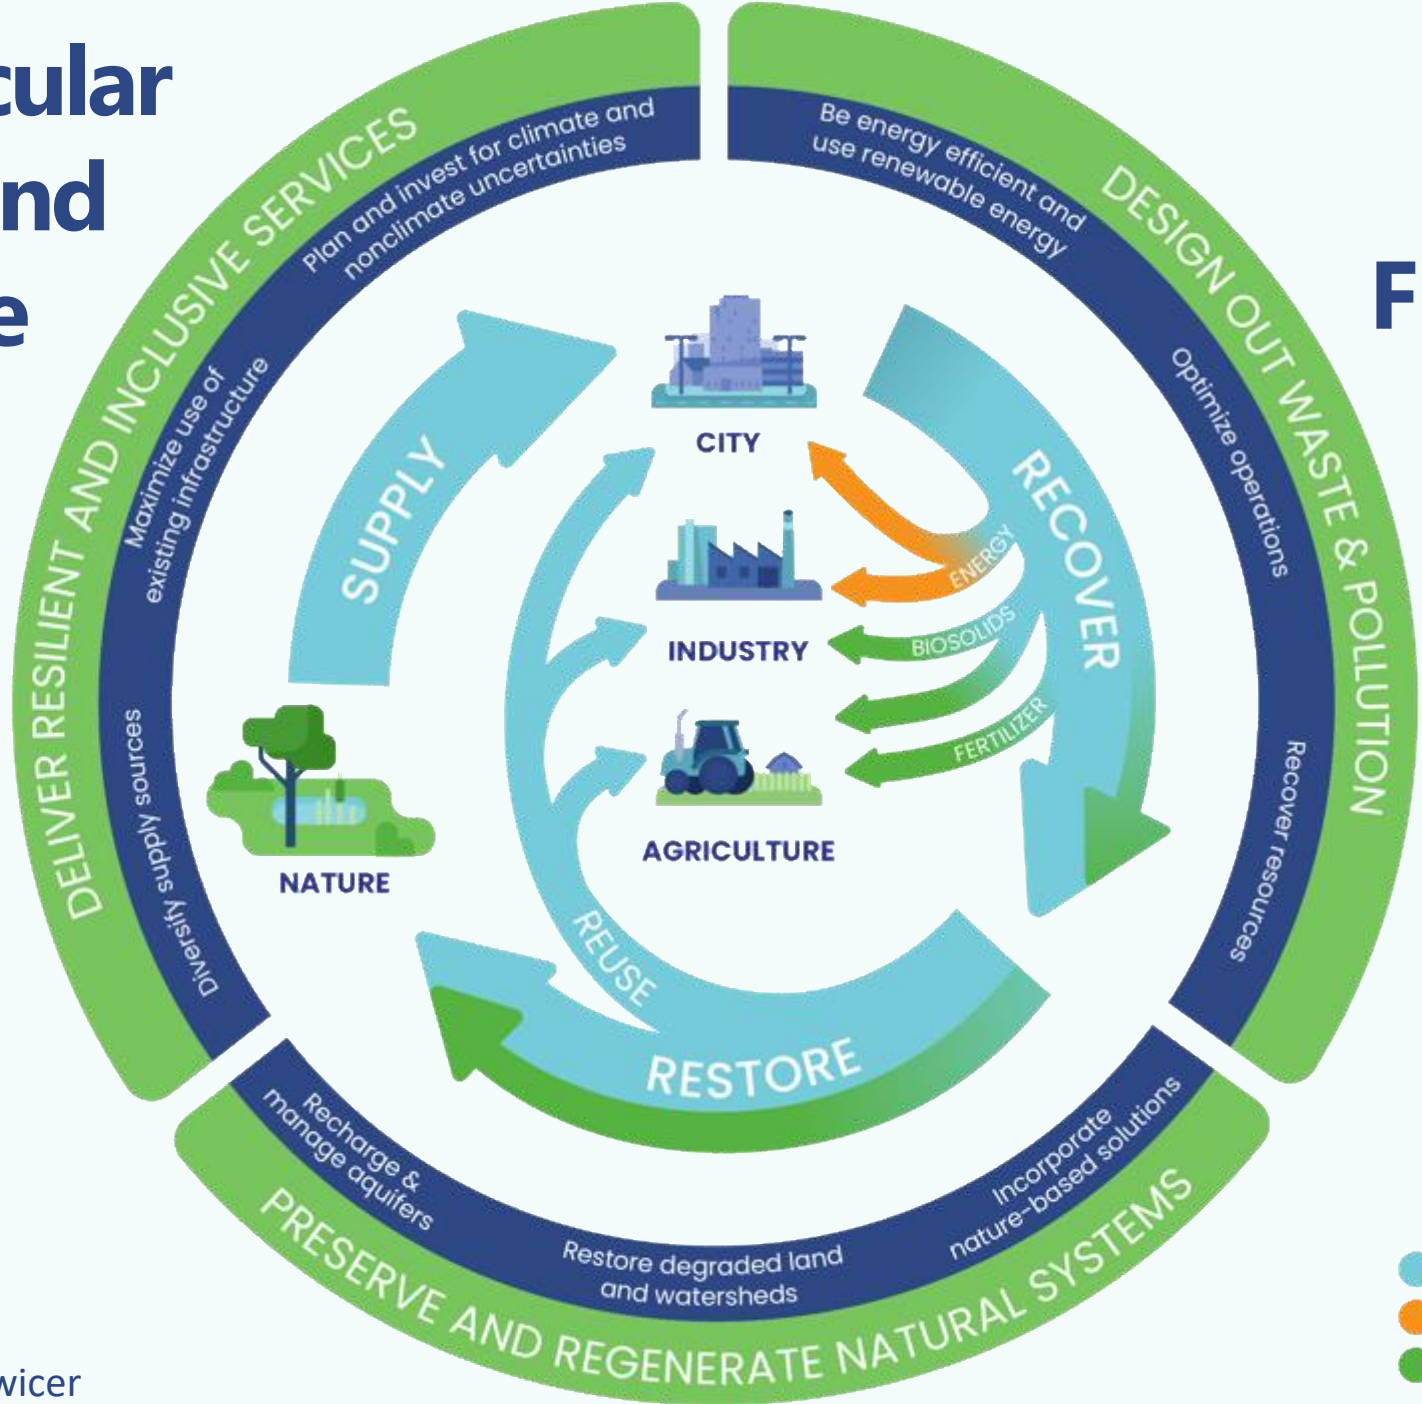 cular
nd
e
F
DELIVER RESILIENT AND INCLUSIVE SERVICES
Plan and invest for climate and
nonclimate uncertainties
Maximize use of
existing infrastructure
Diversify supply sources
DESIGN OUT WASTE & POLLUTION
Be energy efficient and
use renewable energy
Optimize operations
Recover resources
SUPPLY
CITY
RECOVER
ENERGY
INDUSTRY
BIOSOLIDS
FERTILIZER
AGRICULTURE
NATURE
REUSE
RESTORE
Recharge &
manage aquifers
Restore degraded land
and watersheds
Incorporate
nature-based solutions
PRESERVE AND REGENERATE NATURAL SYSTEMS
wicer